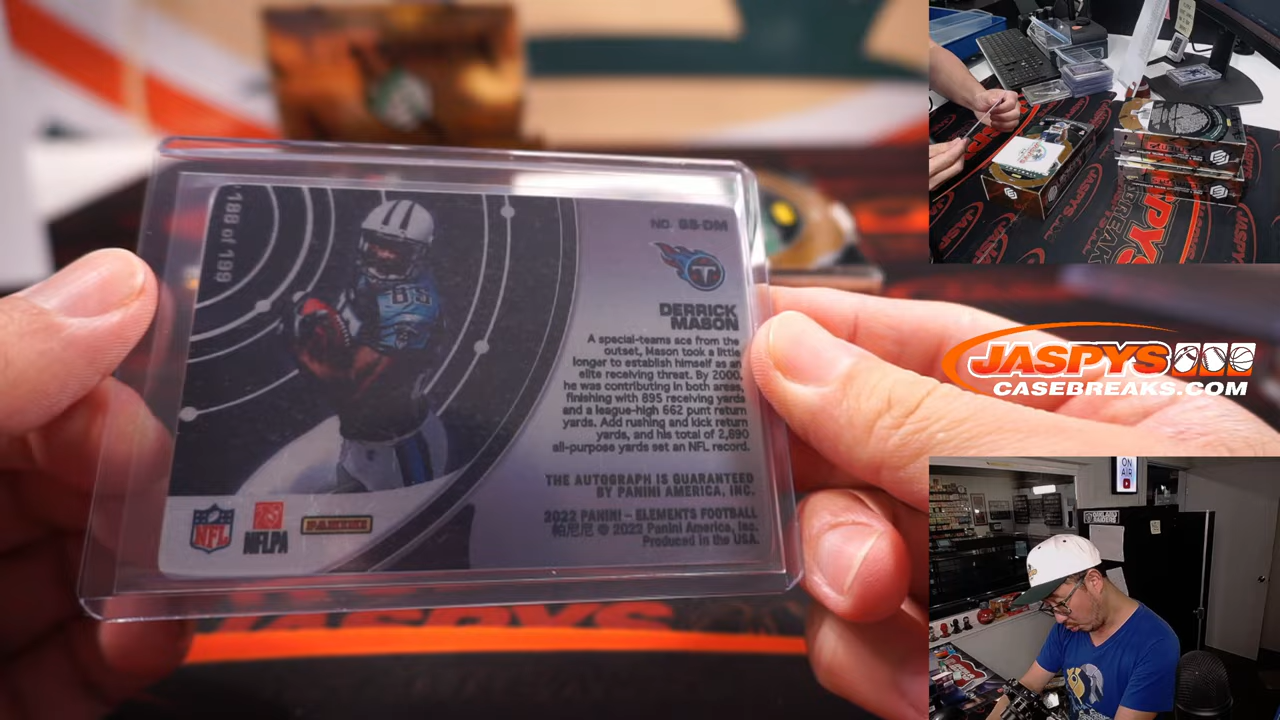 188 of 199
NO. SS-DM
DERRICK
MASON
A special-teams ace from the
outset, Mason took a little
longer to establish himself as an
elite receiving threat. By 2000,
he was contributing in both areas,
finishing with 895 receiving yards
and a league-high 662 punt return
yards. Add rushing and kick return
yards, and his total of 2,690
all-purpose yards set an NFL record.
THE AUTOGRAPH IS GUARANTEED
BY PANINI AMERICA, INC.
2022 PANINI – ELEMENTS FOOTBALL
帕尼尼 © 2022 Panini America, Inc.
Produced in the USA.
NFL
NFLPA
PANINI
85
T
JASPYS
JASPYS
CASEBREAKS.COM
JASPYS
ON
AIR